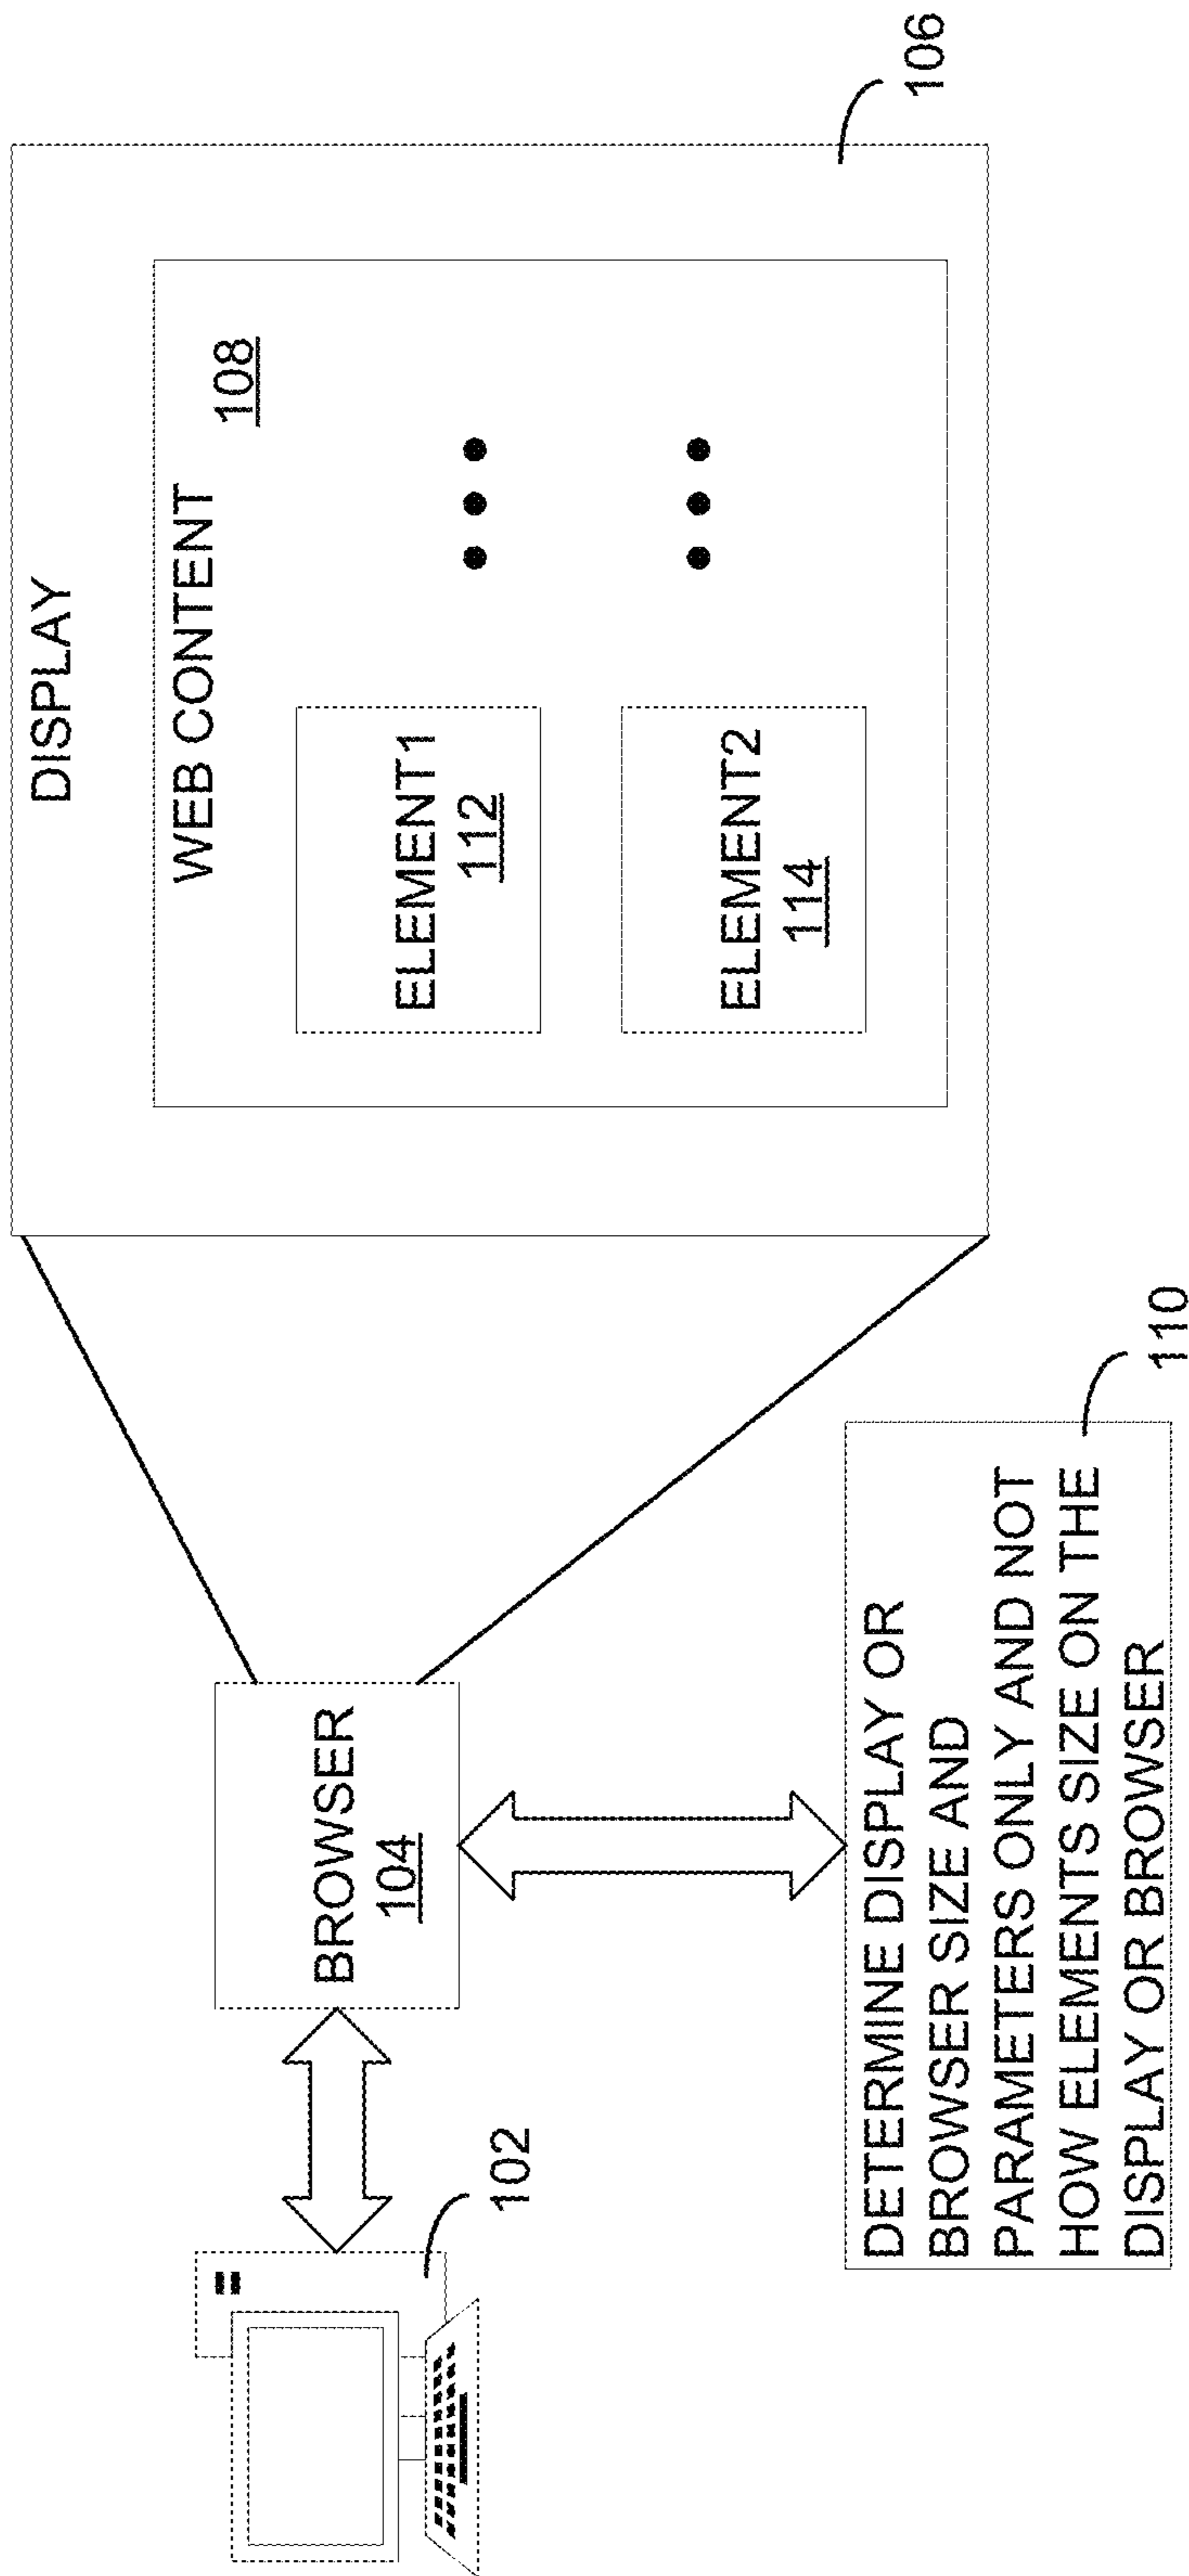 DISPLAY
WEB CONTENT
108
ELEMENT1
112
ELEMENT2
114
106
BROWSER
104
102
DETERMINE DISPLAY OR
BROWSER SIZE AND
PARAMETERS ONLY AND NOT
HOW ELEMENTS SIZE ON THE
DISPLAY OR BROWSER
110